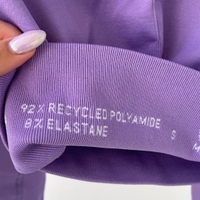 92% RECYCLED POLYAMIDE
8% ELASTANE
S
M